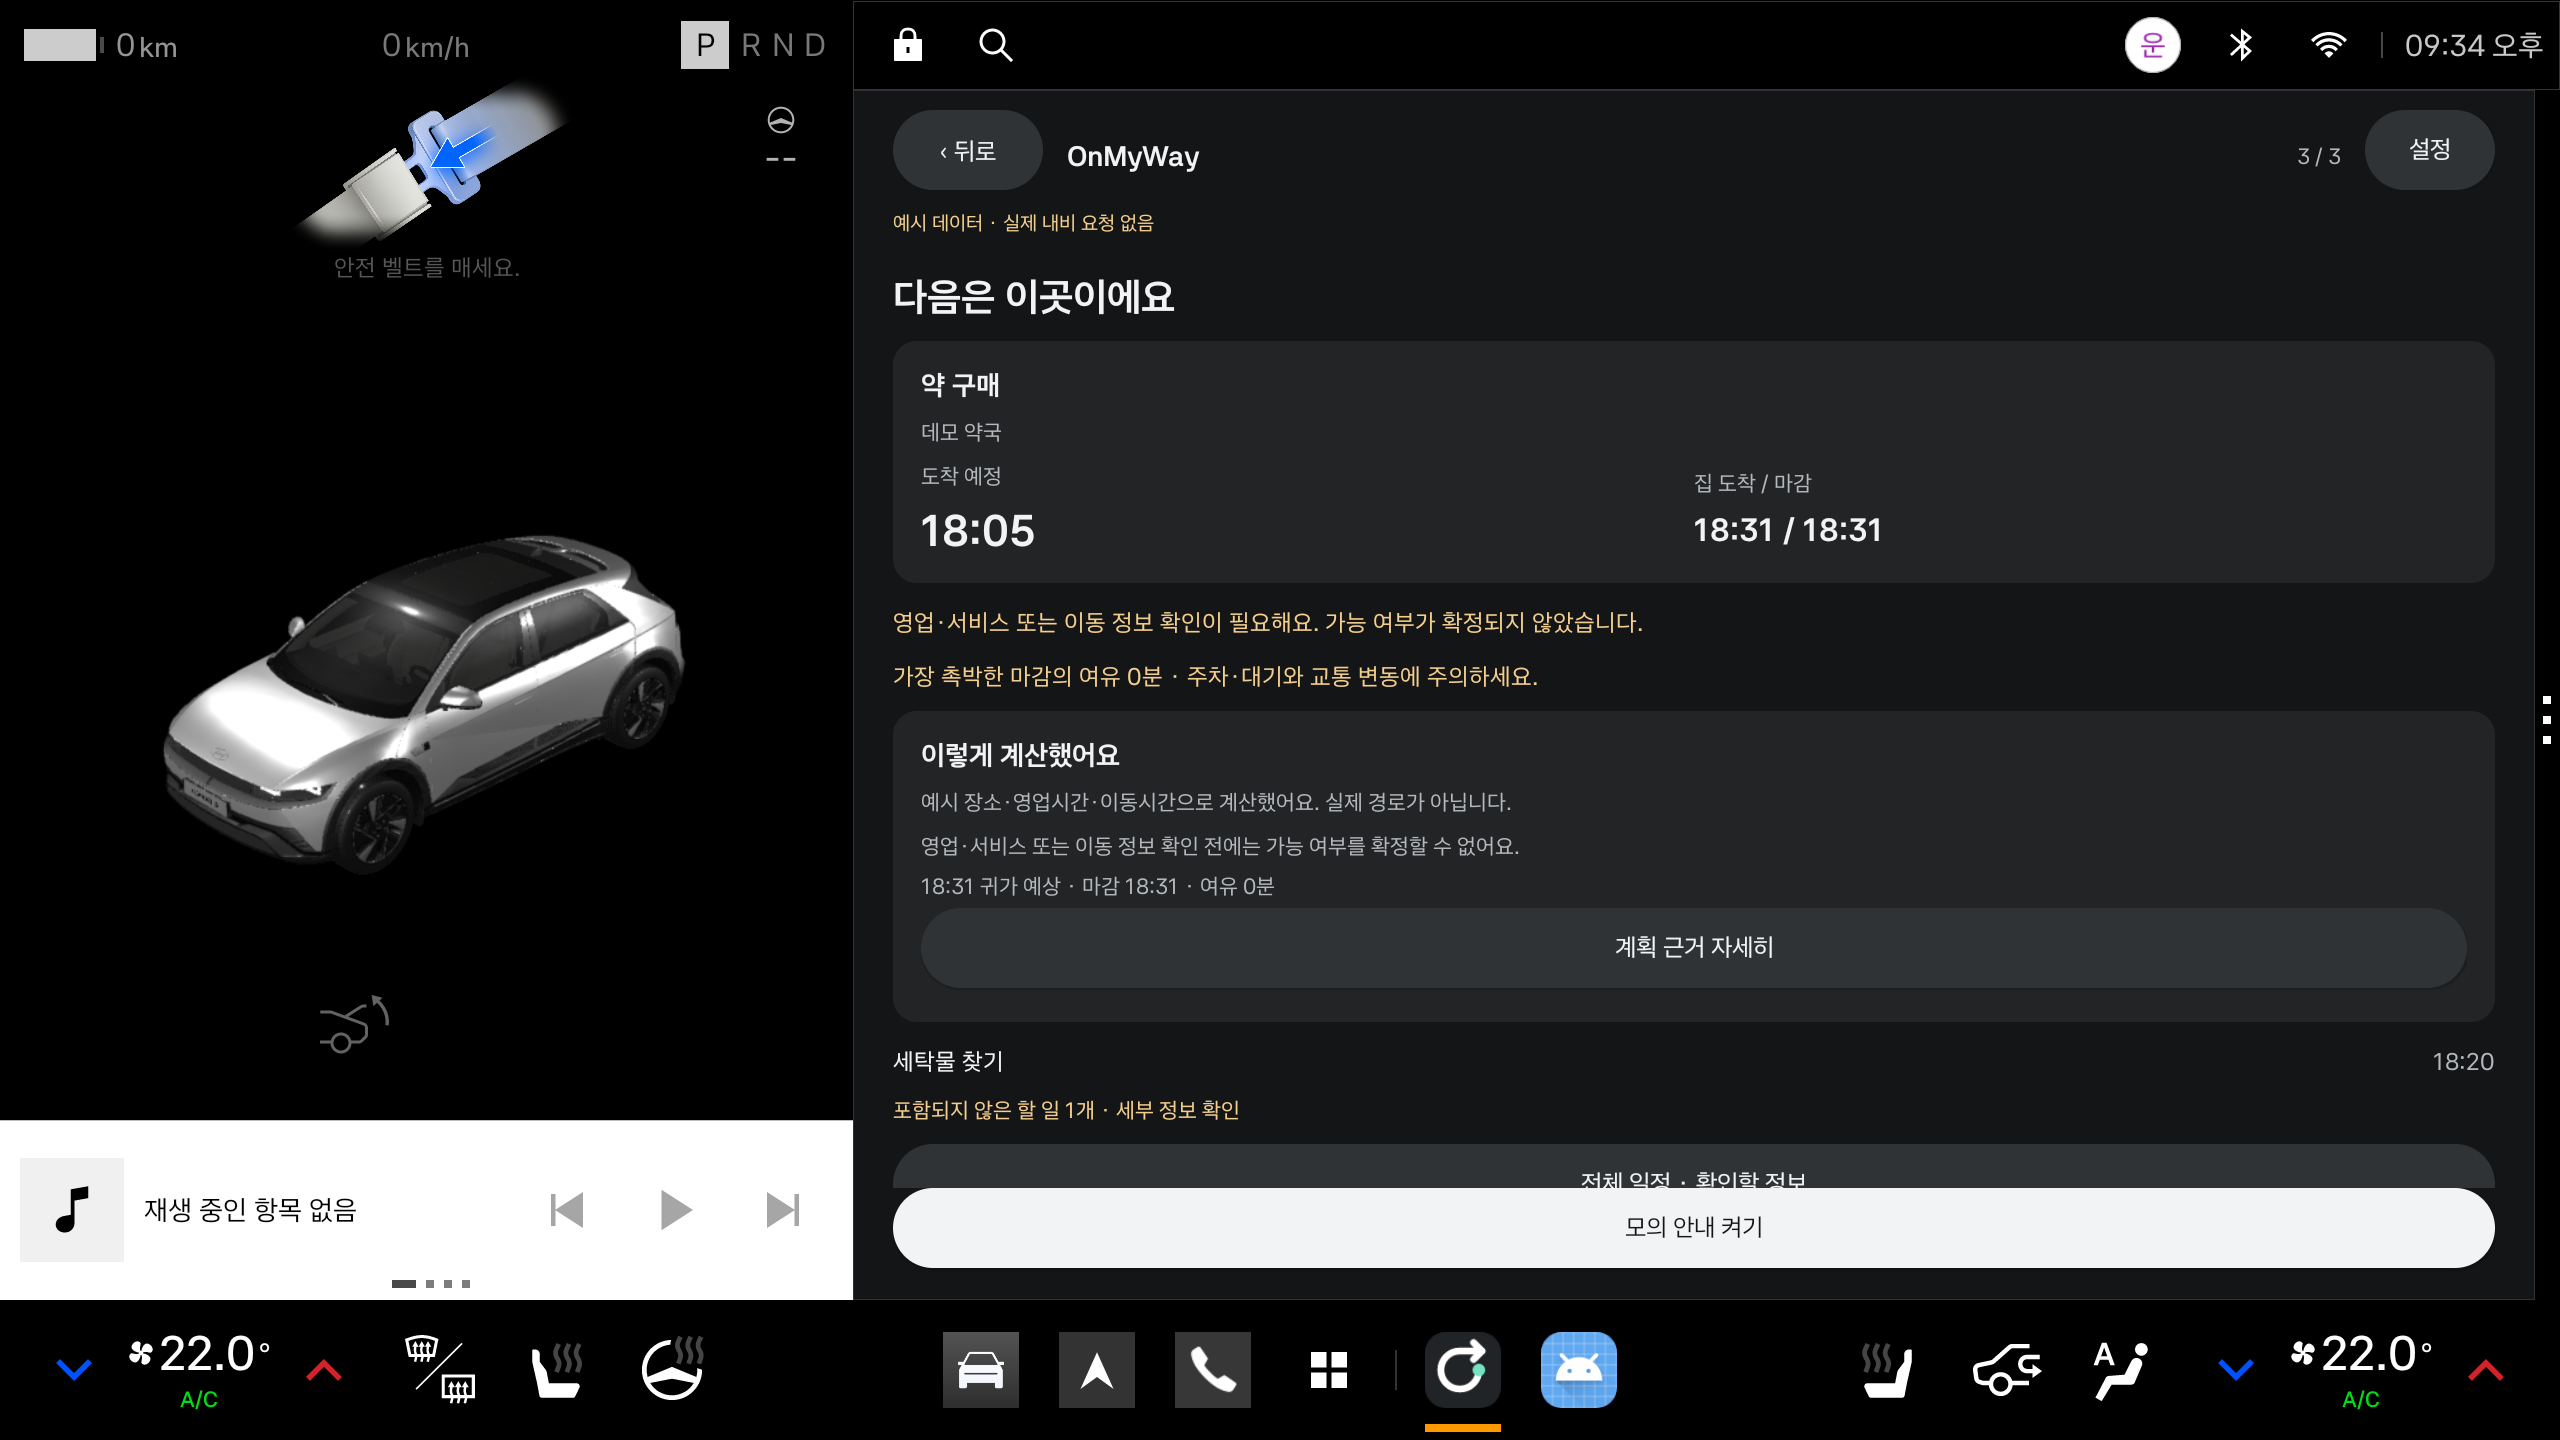 0 km
0 km/h
P R N D
안전 벨트를 매세요.
재생 중인 항목 없음
운
09:34 오후
‹ 뒤로
OnMyWay
3 / 3
설정
예시 데이터 · 실제 내비 요청 없음
다음은 이곳이에요
약 구매
데모 약국
도착 예정
18:05
집 도착 / 마감
18:31 / 18:31
영업·서비스 또는 이동 정보 확인이 필요해요. 가능 여부가 확정되지 않았습니다.
가장 촉박한 마감의 여유 0분 · 주차·대기와 교통 변동에 주의하세요.
이렇게 계산했어요
예시 장소·영업시간·이동시간으로 계산했어요. 실제 경로가 아닙니다.
영업·서비스 또는 이동 정보 확인 전에는 가능 여부를 확정할 수 없어요.
18:31 귀가 예상 · 마감 18:31 · 여유 0분
계획 근거 자세히
세탁물 찾기
18:20
포함되지 않은 할 일 1개 · 세부 정보 확인
전체 일정 · 확인할 정보
모의 안내 켜기
22.0°
A/C
A
22.0°
A/C